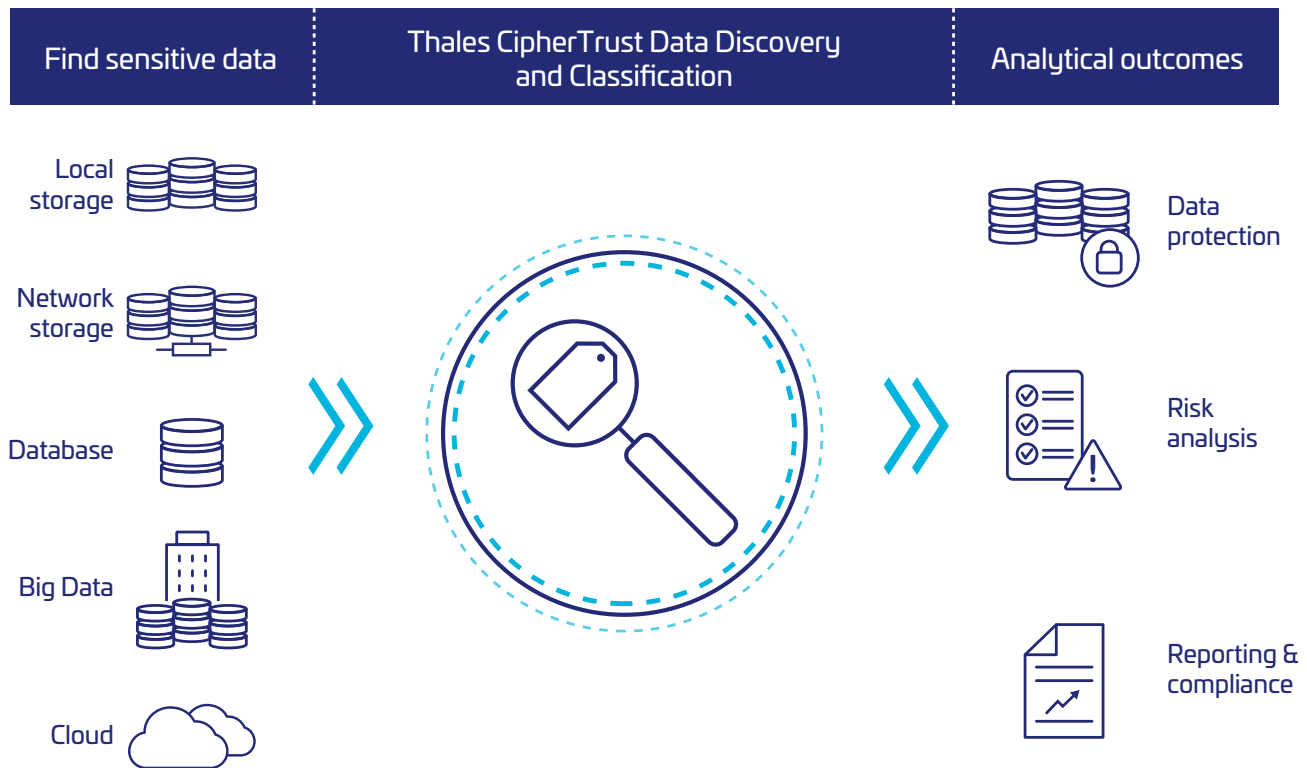 Find sensitive data
Thales CipherTrust Data Discovery
and Classification
Analytical outcomes
Local
storage
Network
storage
Database
Big Data
Cloud
Data
protection
Risk
analysis
Reporting &
compliance